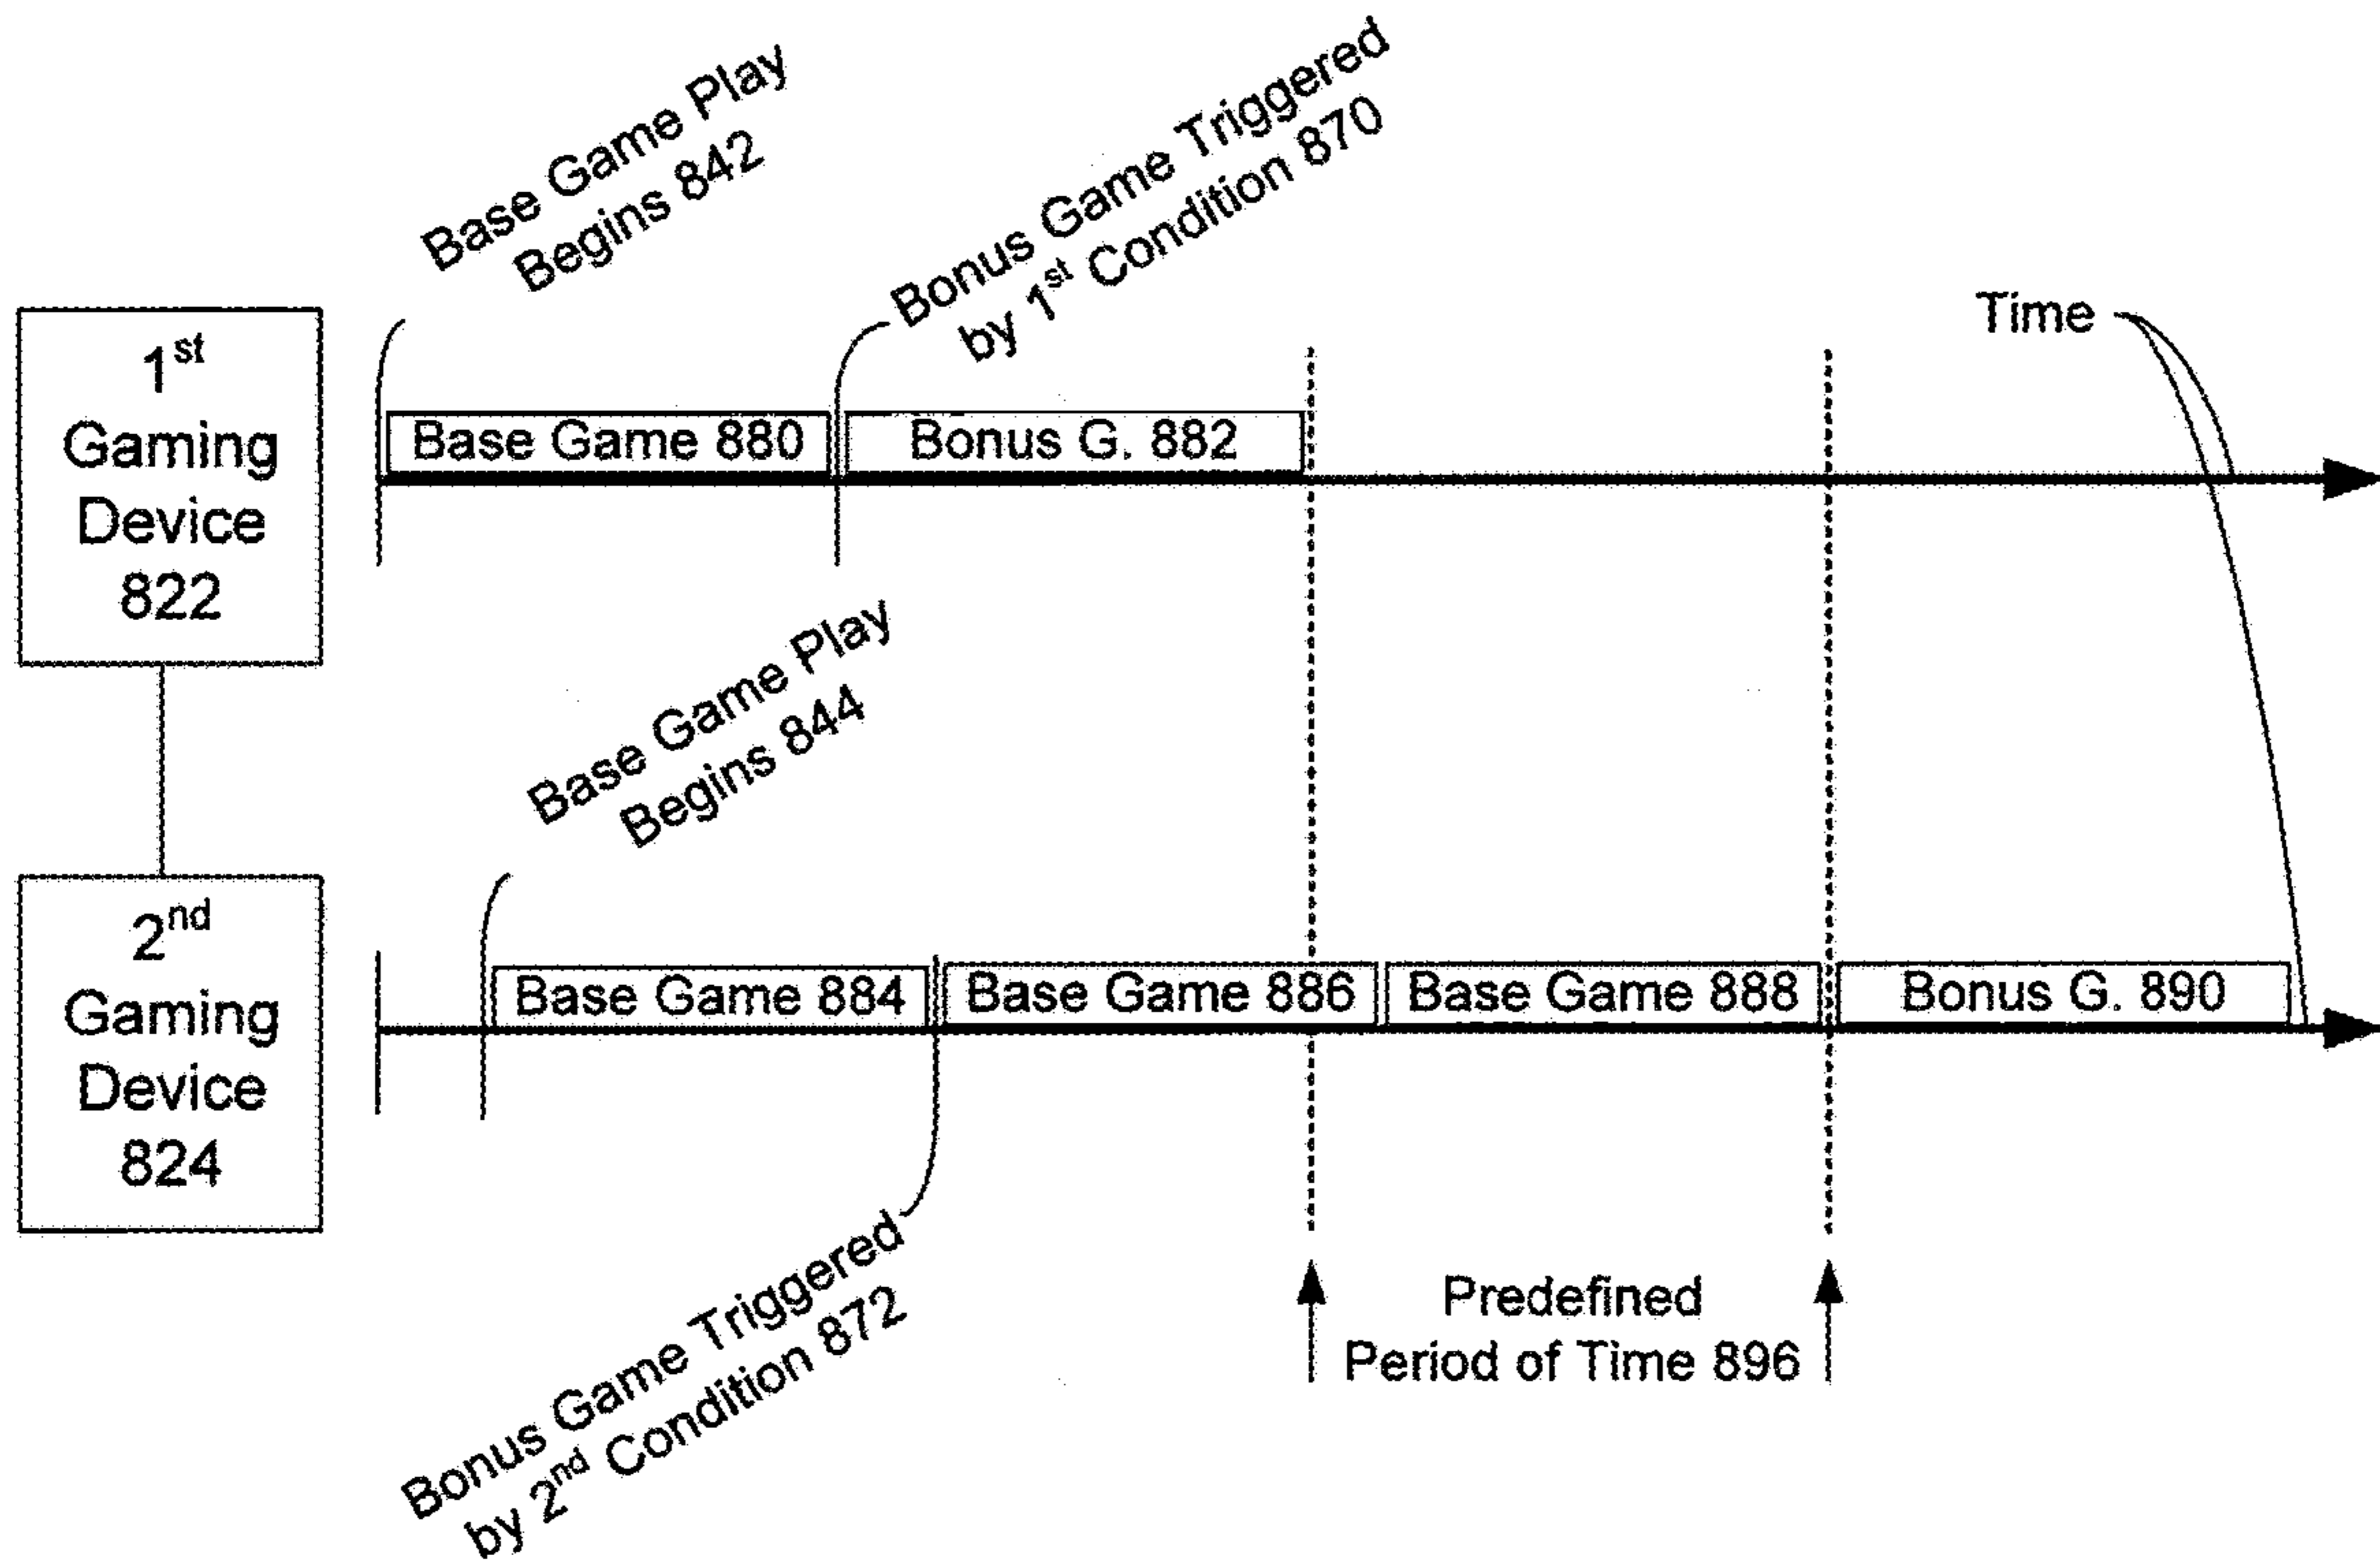 Base Game Play
Begins 842
Bonus Game Triggered
by 1st Condition 870
Time
1st
Gaming
Device
822
Base Game 880
Bonus G. 882
Base Game Play
Begins 844
2nd
Gaming
Device
824
Base Game 884
Base Game 886
Base Game 888
Bonus G. 890
Bonus Game Triggered
by 2nd Condition 872
Predefined
Period of Time 896